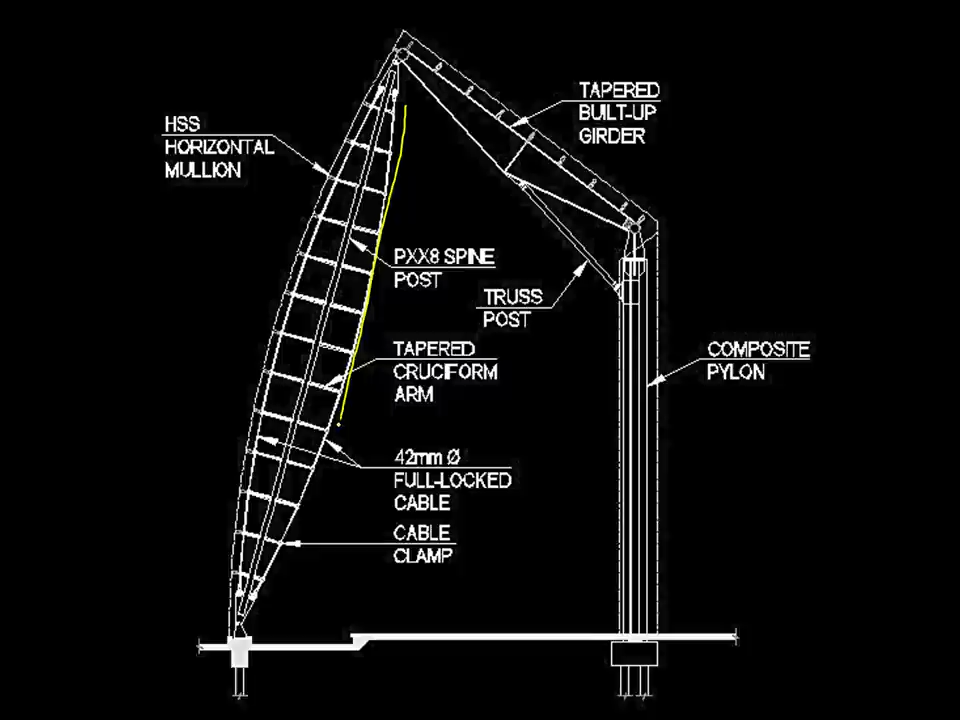 TAPERED
BUILT-UP
GIRDER
HSS
HORIZONTAL
MULLION
PXX8 SPINE
POST
TRUSS
POST
TAPERED
CRUCIFORM
ARM
COMPOSITE
PYLON
42mm Ø
FULL-LOCKED
CABLE
CABLE
CLAMP